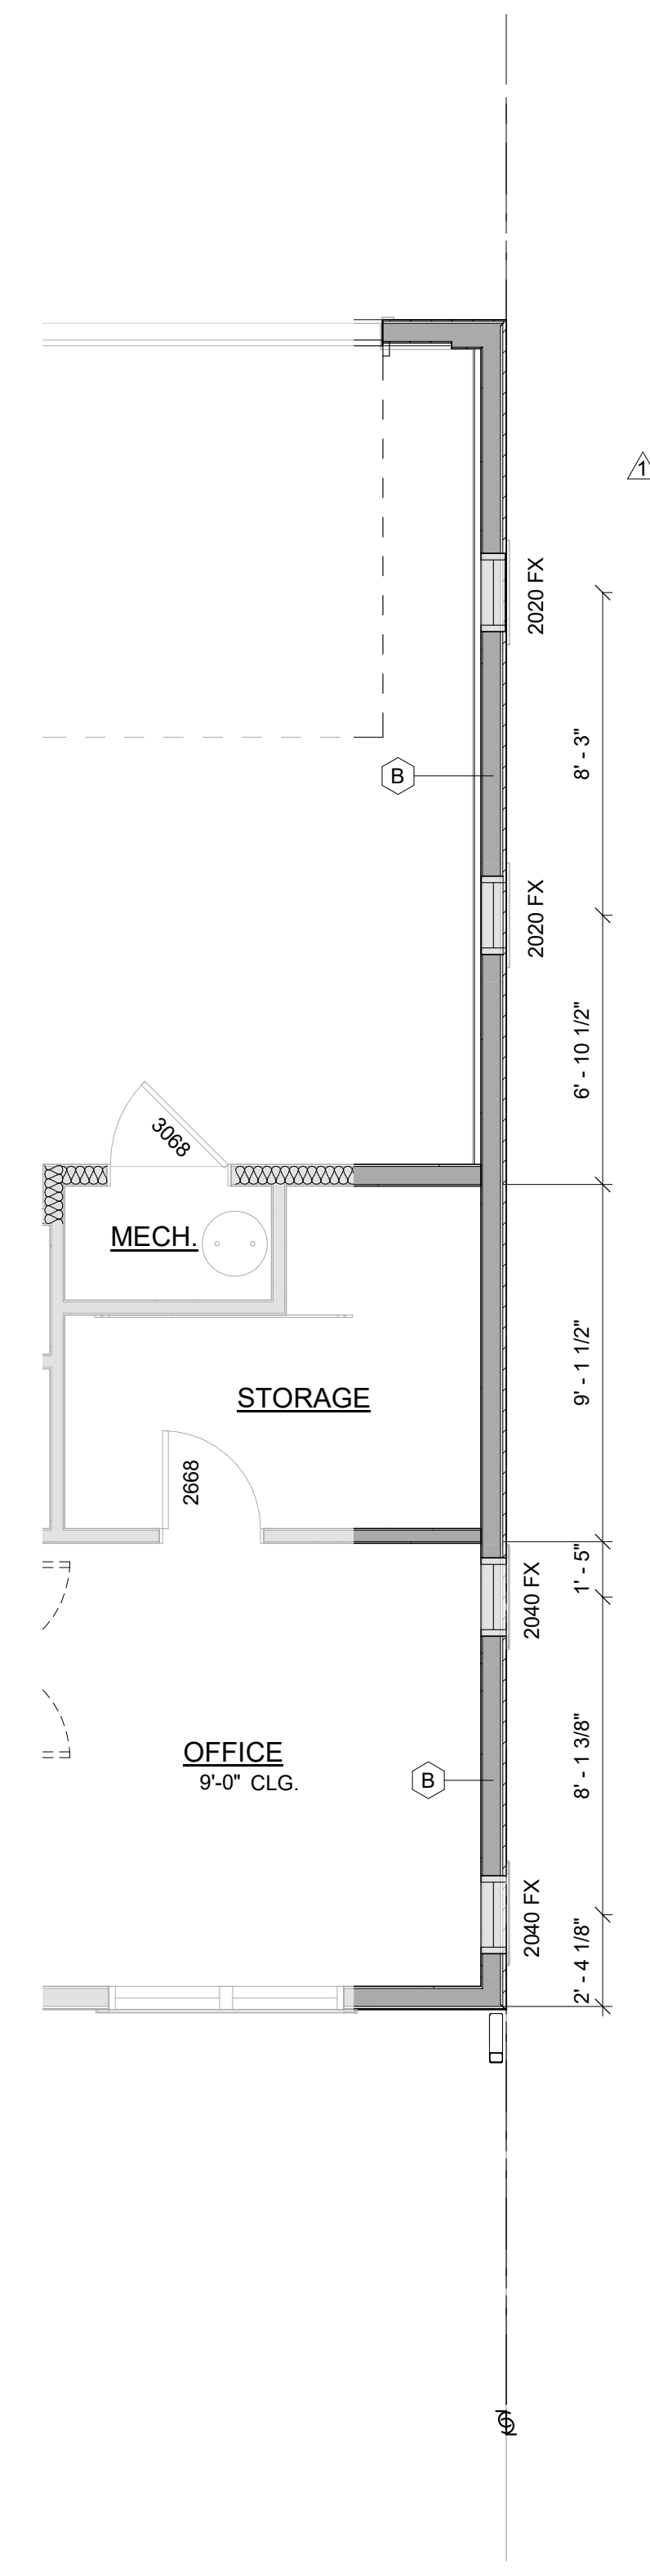 1
2020 FX
8' - 3"
B
2020 FX
6' - 10 1/2"
3068
MECH.
9' - 1 1/2"
STORAGE
2668
1' - 5"
2040 FX
OFFICE
9'-0" CLG.
8' - 1 3/8"
B
2040 FX
2' - 4 1/8"